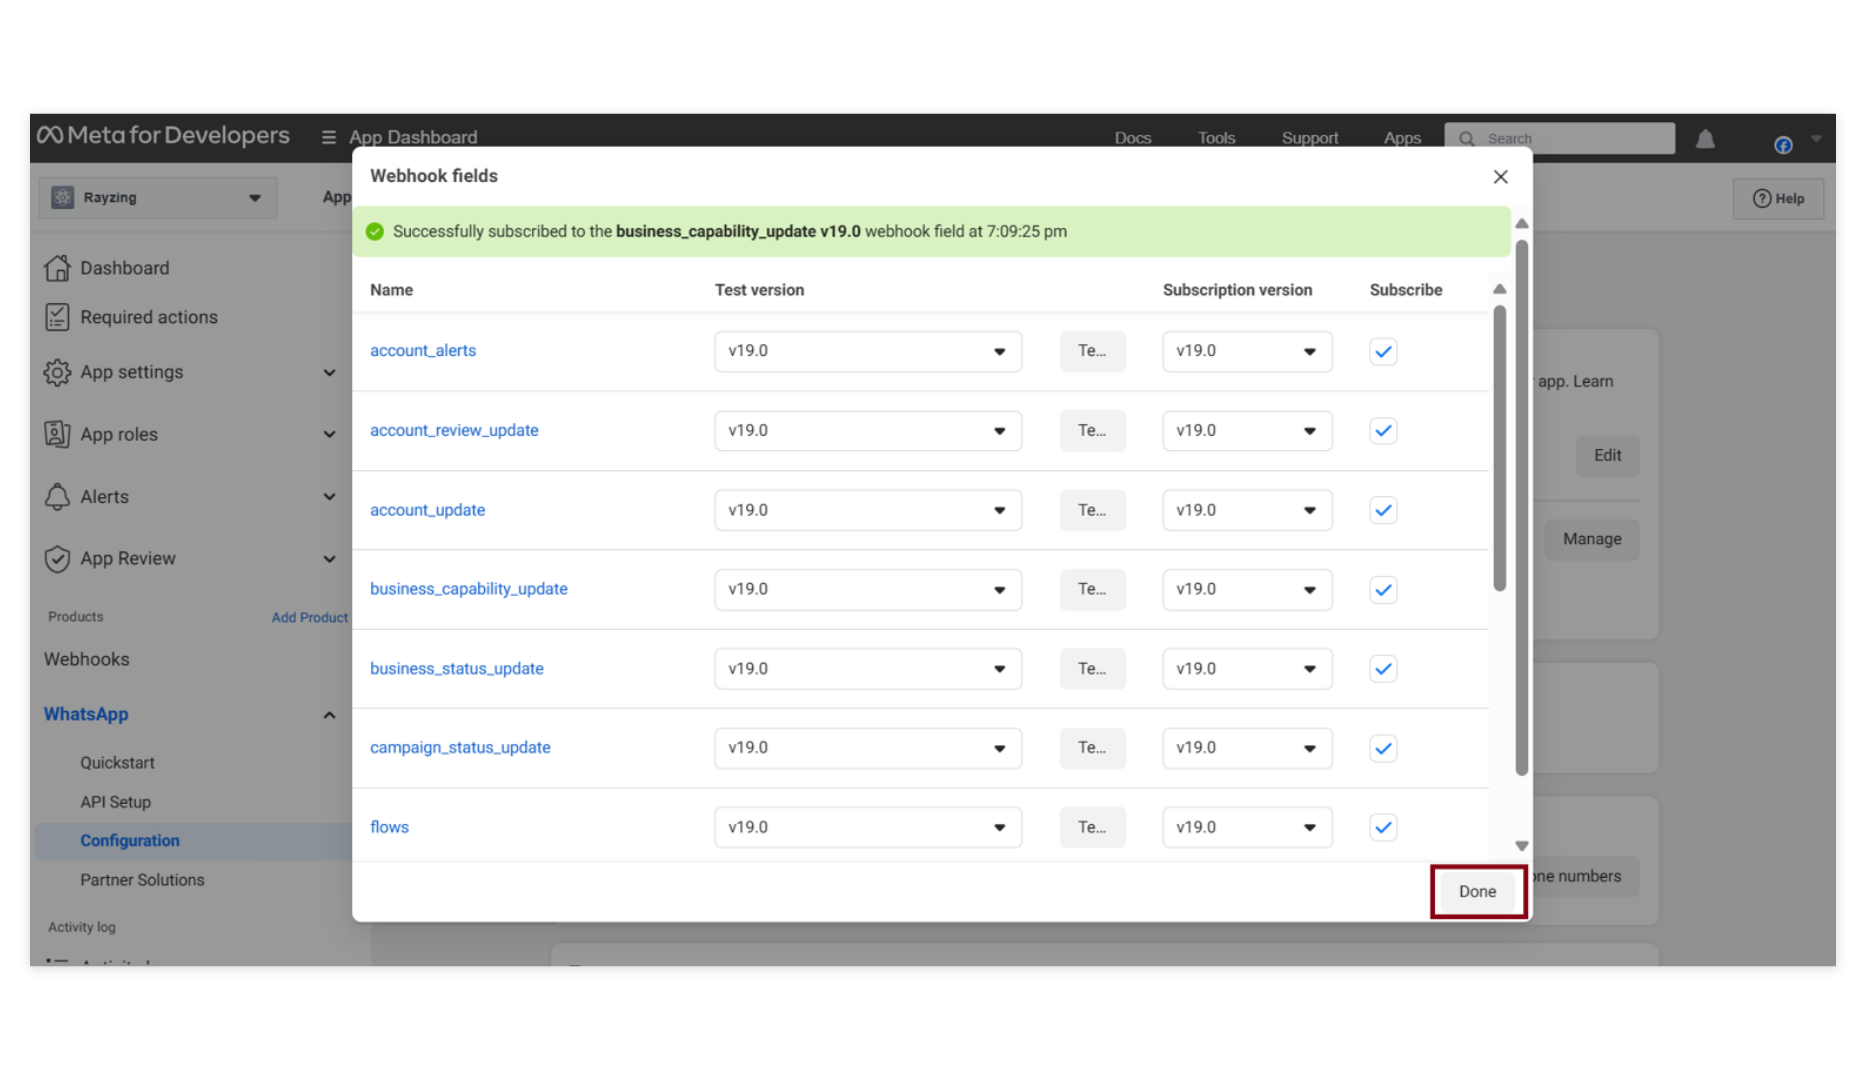 Meta for Developers
App Dashboard
Docs
Tools
Support
Apps
Search
Rayzing
App
Help
Webhook fields
Successfully subscribed to the business_capability_update v19.0 webhook field at 7:09:25 pm
Name Test version Subscription version Subscribe
account_alerts v19.0 Te... v19.0
account_review_update v19.0 Te... v19.0
account_update v19.0 Te... v19.0
business_capability_update v19.0 Te... v19.0
business_status_update v19.0 Te... v19.0
campaign_status_update v19.0 Te... v19.0
flows v19.0 Te... v19.0
Done
Dashboard
Required actions
App settings
App roles
Alerts
App Review
Products Add Product
Webhooks
WhatsApp
Quickstart
API Setup
Configuration
Partner Solutions
Activity log
app. Learn
Edit
Manage
numbers